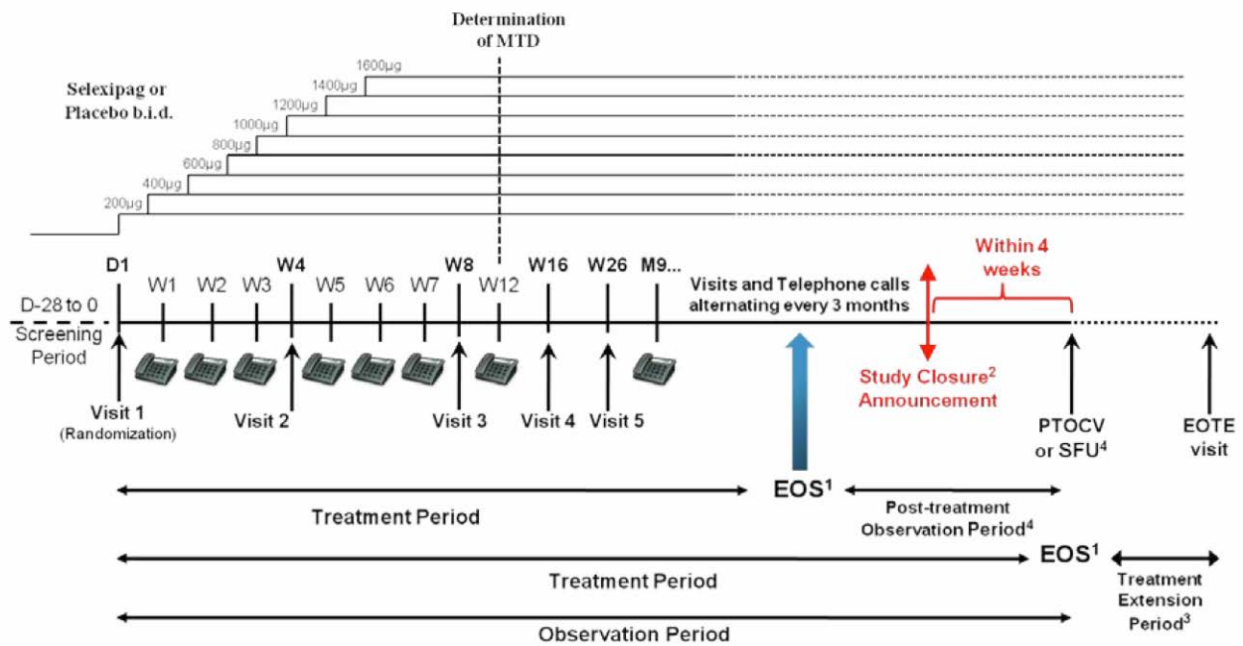 Determination
of MTD
Selexipag or
Placebo b.i.d.
1600µg
1400µg
1200µg
1000µg
800µg
600µg
400µg
200µg
D1 W1 W2 W3 W4 W5 W6 W7 W8 W12 W16 W26 M9...
Visits and Telephone calls
alternating every 3 months
Within 4
weeks
D-28 to 0
Screening
Period
Visit 1
(Randomization)
Visit 2
Visit 3
Visit 4
Visit 5
Study Closure²
Announcement
PTOCV
or SFU⁴
EOTE
visit
EOS¹
Treatment Period
Post-treatment
Observation Period⁴
EOS¹
Treatment Period
Treatment
Extension
Period³
Observation Period